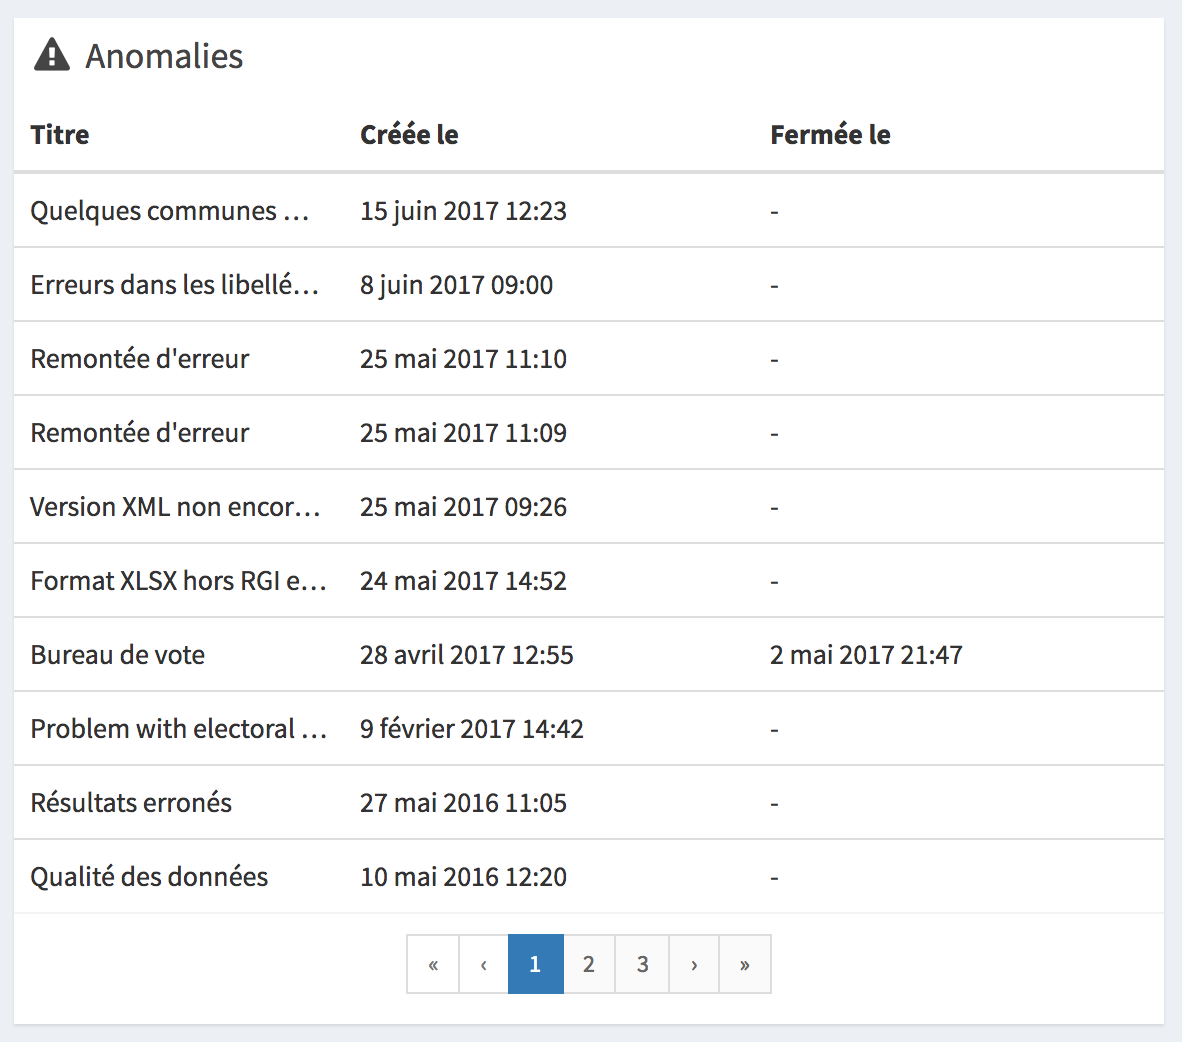 Anomalies
Titre Créée le Fermée le
Quelques communes … 15 juin 2017 12:23 -
Erreurs dans les libellé… 8 juin 2017 09:00 -
Remontée d'erreur 25 mai 2017 11:10 -
Remontée d'erreur 25 mai 2017 11:09 -
Version XML non encor… 25 mai 2017 09:26 -
Format XLSX hors RGI e… 24 mai 2017 14:52 -
Bureau de vote 28 avril 2017 12:55 2 mai 2017 21:47
Problem with electoral … 9 février 2017 14:42 -
Résultats erronés 27 mai 2016 11:05 -
Qualité des données 10 mai 2016 12:20 -
« ‹ 1 2 3 › »